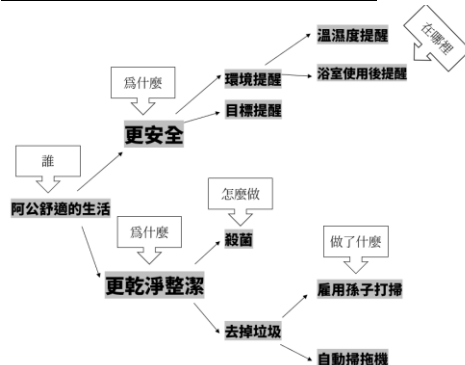 在哪裡
溫濕度提醒
爲什麼
環境提醒
浴室使用後提醒
目標提醒
更安全
誰
阿公舒適的生活
怎麼做
爲什麼
殺菌
做了什麼
更乾淨整潔
雇用孫子打掃
去掉垃圾
自動掃拖機